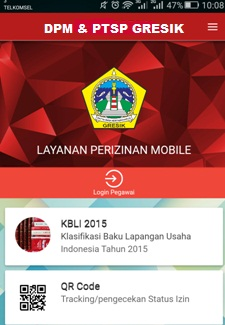 TELKOMSEL 47% 10:08
DPM & PTSP GRESIK
GRESIK
LAYANAN PERIZINAN MOBILE
Login Pegawai
KBLI 2015
Klasifikasi Baku Lapangan Usaha
Indonesia Tahun 2015
QR Code
Tracking/pengecekan Status Izin